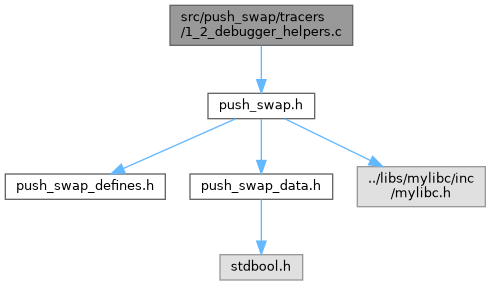 src/push_swap/tracers
/1_2_debugger_helpers.c
push_swap.h
push_swap_defines.h
push_swap_data.h
../libs/mylibc/inc
/mylibc.h
stdbool.h